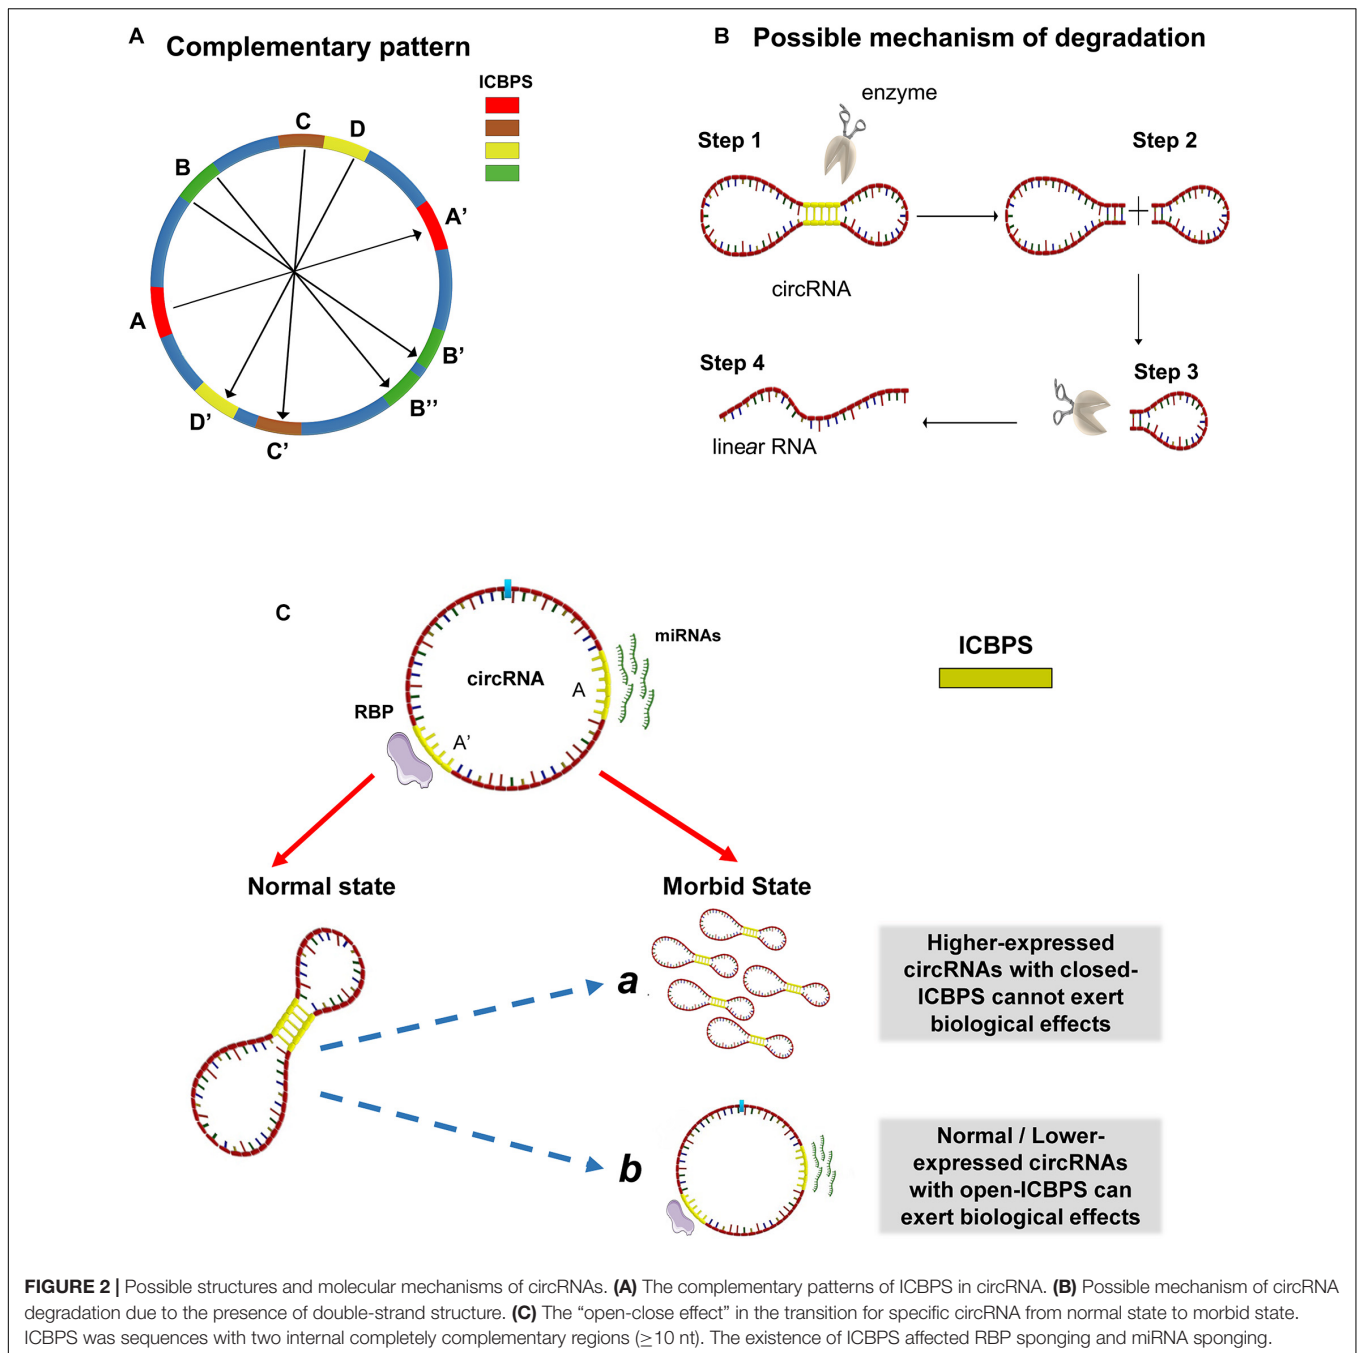 A
Complementary pattern
ICBPS
C
D
B
A'
A
B'
B''
D'
C'
B
Possible mechanism of degradation
enzyme
Step 1
Step 2
circRNA
Step 4
Step 3
linear RNA
C
miRNAs
circRNA
A
RBP
A'
ICBPS
Normal state
Morbid State
a
Higher-expressed
circRNAs with closed-
ICBPS cannot exert
biological effects
b
Normal / Lower-
expressed circRNAs
with open-ICBPS can
exert biological effects
FIGURE 2 | Possible structures and molecular mechanisms of circRNAs. (A) The complementary patterns of ICBPS in circRNA. (B) Possible mechanism of circRNA
degradation due to the presence of double-strand structure. (C) The “open-close effect” in the transition for specific circRNA from normal state to morbid state.
ICBPS was sequences with two internal completely complementary regions (≥10 nt). The existence of ICBPS affected RBP sponging and miRNA sponging.